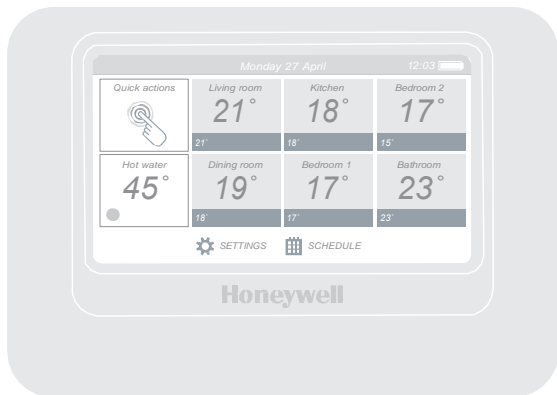 Monday 27 April 12:03
Quick actions
Living room
21°
21°
Kitchen
18°
18°
Bedroom 2
17°
15°
Hot water
45°
Dining room
19°
18°
Bedroom 1
17°
17°
Bathroom
23°
23°
SETTINGS SCHEDULE
Honeywell